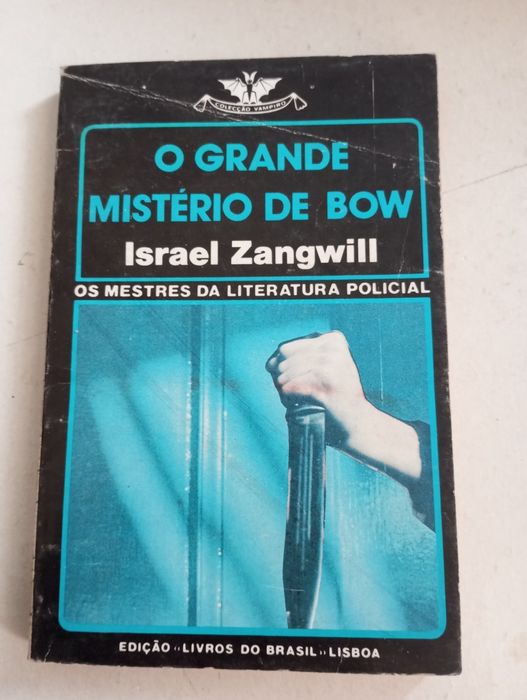 COLECÇÃO VAMPIRO
O GRANDE
MISTÉRIO DE BOW
Israel Zangwill
OS MESTRES DA LITERATURA POLICIAL
EDIÇÃO «LIVROS DO BRASIL» LISBOA